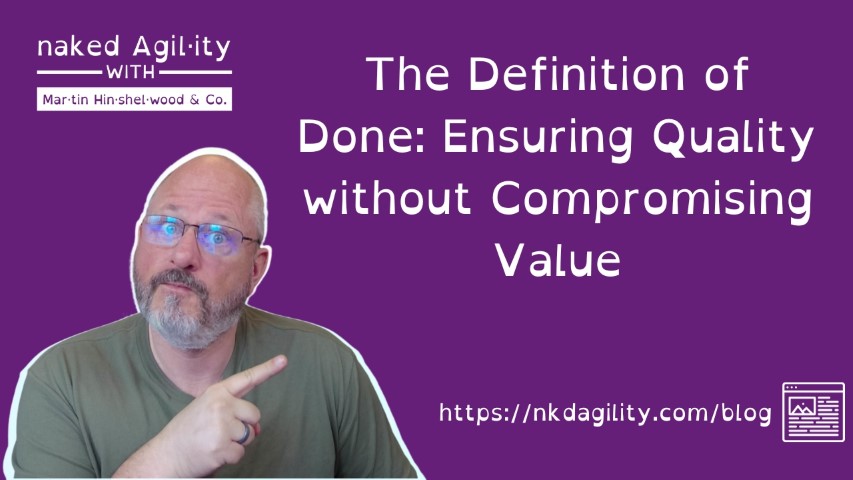 naked Agil·ity
WITH
Mar·tin Hin·shel·wood & Co.
The Definition of
Done: Ensuring Quality
without Compromising
Value
https://nkdagility.com/blog